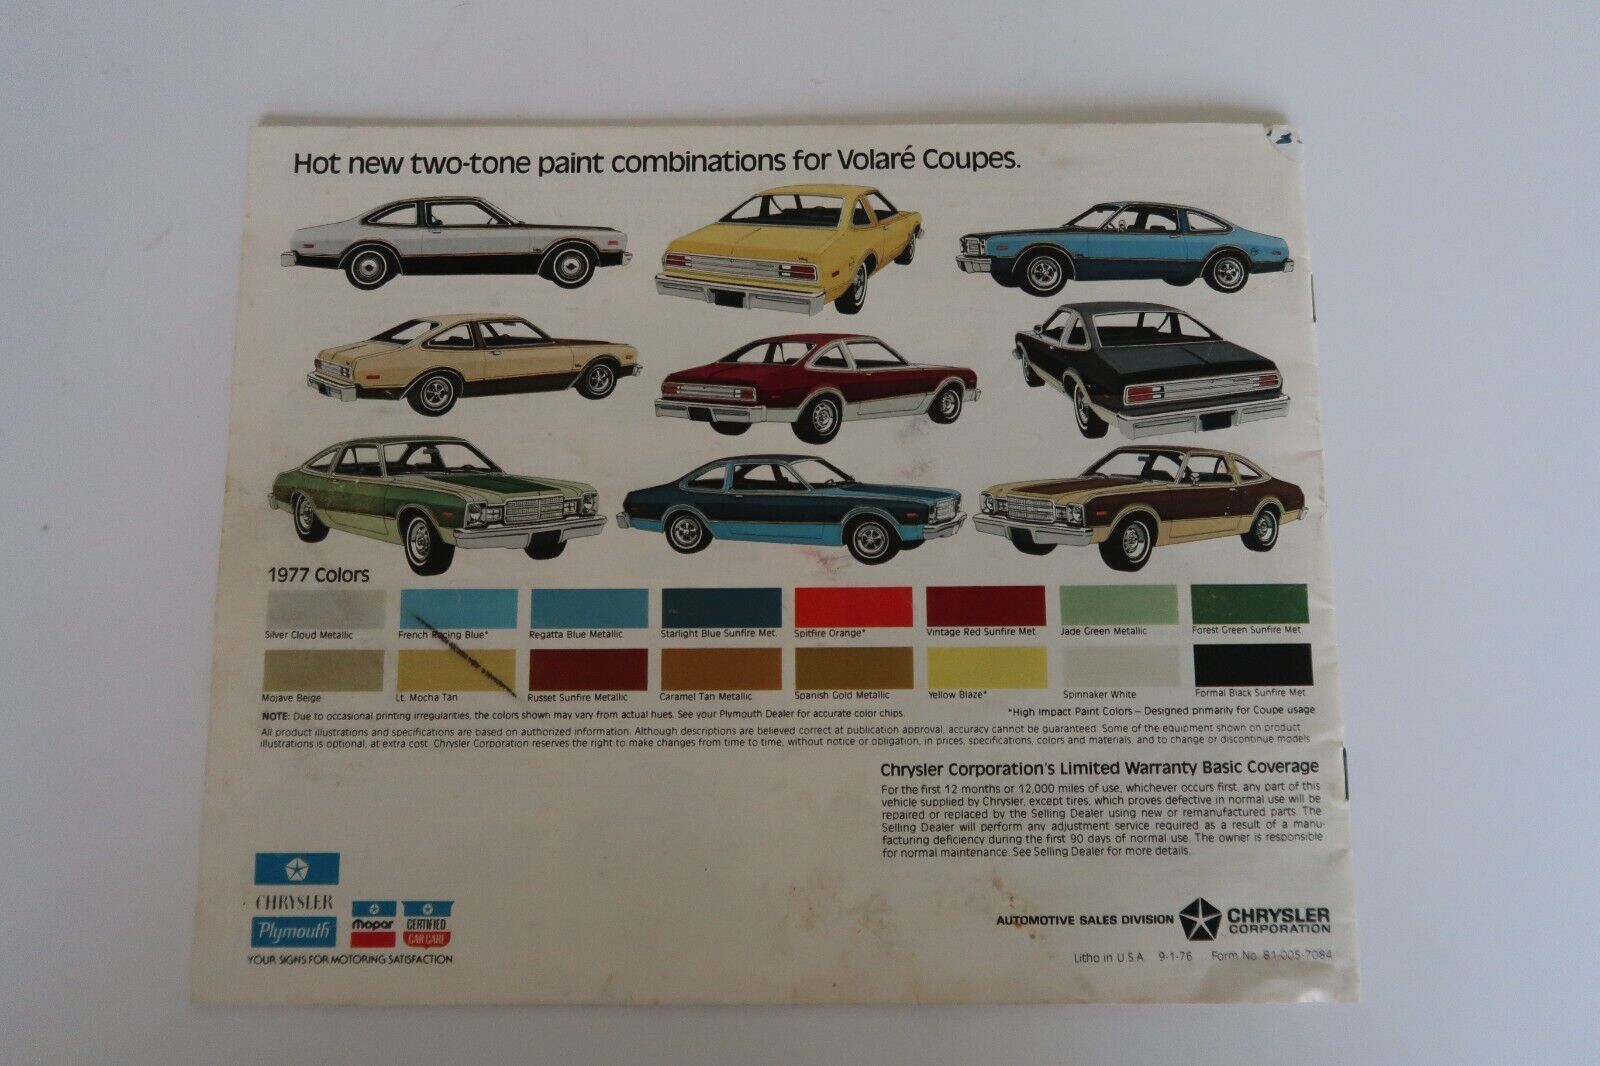 Hot new two-tone paint combinations for Volaré Coupes.
1977 Colors
Silver Cloud Metallic
French Racing Blue*
Regatta Blue Metallic
Starlight Blue Sunfire Met.
Spitfire Orange*
Vintage Red Sunfire Met.
Jade Green Metallic
Forest Green Sunfire Met.
Mojave Beige
Lt. Mocha Tan
Russet Sunfire Metallic
Caramel Tan Metallic
Spanish Gold Metallic
Yellow Blaze*
Spinnaker White
Formal Black Sunfire Met.
NOTE: Due to occasional printing irregularities, the colors shown may vary from actual hues. See your Plymouth Dealer for accurate color chips.
*High Impact Paint Colors – Designed primarily for Coupe usage
All product illustrations and specifications are based on authorized information. Although descriptions are believed correct at publication approval, accuracy cannot be guaranteed. Some of the equipment shown on product
illustrations is optional, at extra cost. Chrysler Corporation reserves the right to make changes from time to time, without notice or obligation, in prices, specifications, colors and materials, and to change or discontinue models.
Chrysler Corporation's Limited Warranty Basic Coverage
For the first 12 months or 12,000 miles of use, whichever occurs first, any part of this
vehicle supplied by Chrysler, except tires, which proves defective in normal use will be
repaired or replaced by the Selling Dealer using new or remanufactured parts. The
Selling Dealer will perform any adjustment service required as a result of a manu-
facturing deficiency during the first 90 days of normal use. The owner is responsible
for normal maintenance. See Selling Dealer for more details.
CHRYSLER
Plymouth
Mopar
CERTIFIED
CAR CARE
YOUR SIGNS FOR MOTORING SATISFACTION
AUTOMOTIVE SALES DIVISION
CHRYSLER
CORPORATION
Litho in U.S.A. 9-1-76 Form No. 81-005-7084